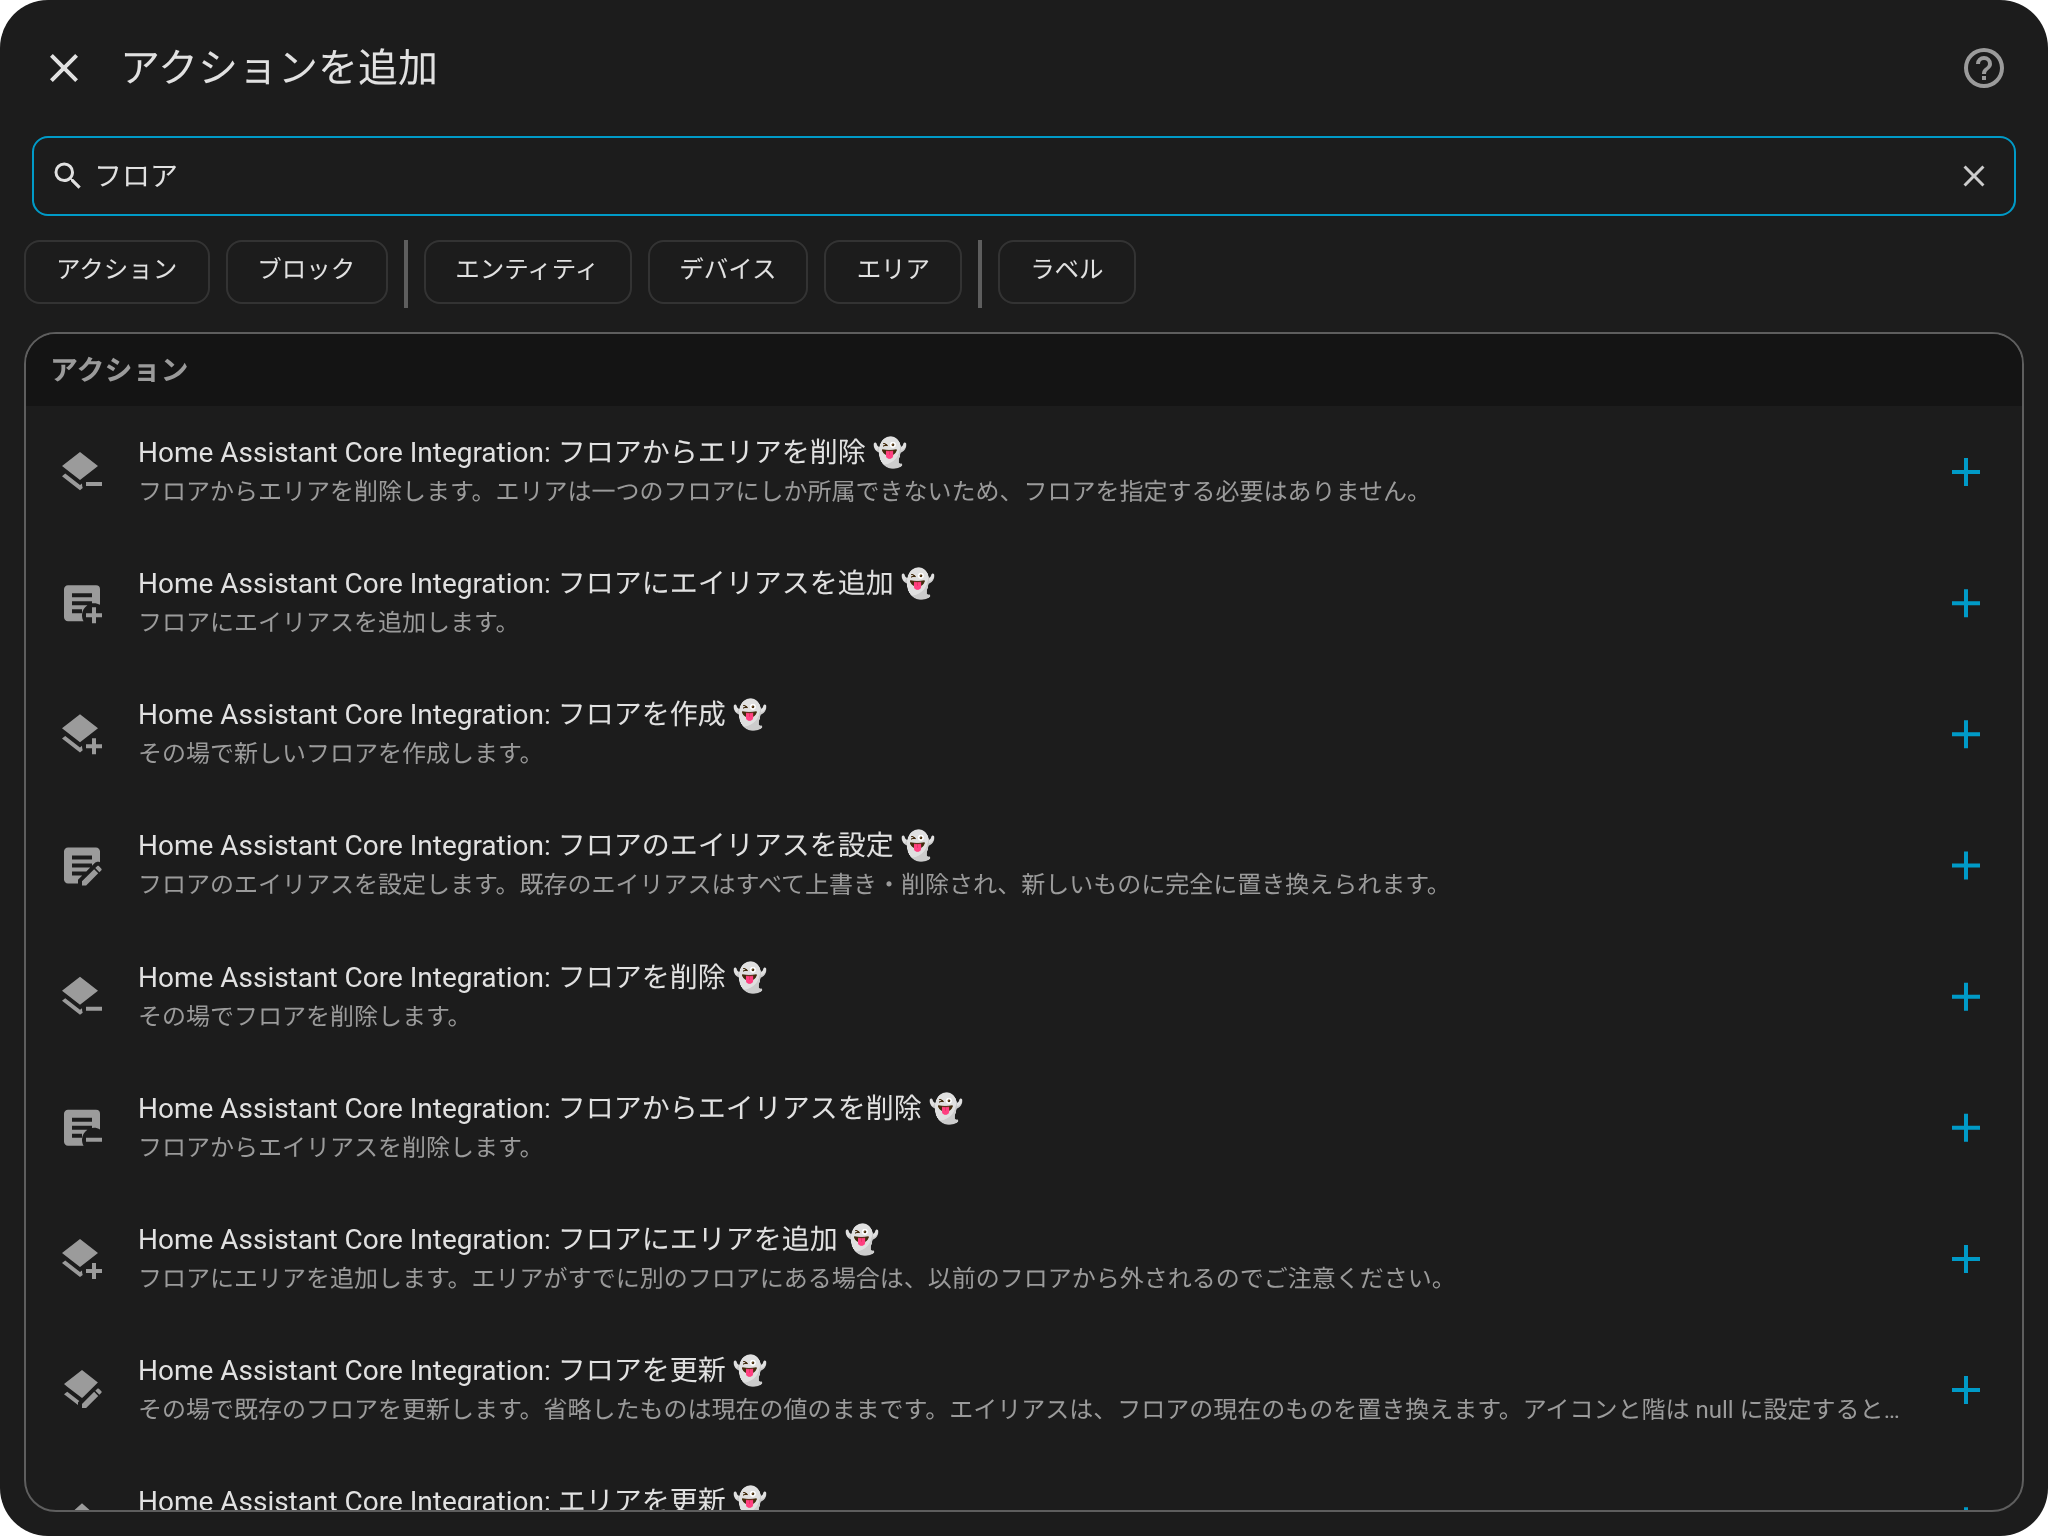 アクションを追加
フロア
アクション ブロック エンティティ デバイス エリア ラベル
アクション
Home Assistant Core Integration: フロアからエリアを削除 👻
フロアからエリアを削除します。エリアは一つのフロアにしか所属できないため、フロアを指定する必要はありません。
Home Assistant Core Integration: フロアにエイリアスを追加 👻
フロアにエイリアスを追加します。
Home Assistant Core Integration: フロアを作成 👻
その場で新しいフロアを作成します。
Home Assistant Core Integration: フロアのエイリアスを設定 👻
フロアのエイリアスを設定します。既存のエイリアスはすべて上書き・削除され、新しいものに完全に置き換えられます。
Home Assistant Core Integration: フロアを削除 👻
その場でフロアを削除します。
Home Assistant Core Integration: フロアからエイリアスを削除 👻
フロアからエイリアスを削除します。
Home Assistant Core Integration: フロアにエリアを追加 👻
フロアにエリアを追加します。エリアがすでに別のフロアにある場合は、以前のフロアから外されるのでご注意ください。
Home Assistant Core Integration: フロアを更新 👻
その場で既存のフロアを更新します。省略したものは現在の値のままです。エイリアスは、フロアの現在のものを置き換えます。アイコンと階は null に設定すると…
Home Assistant Core Integration: エリアを更新 👻